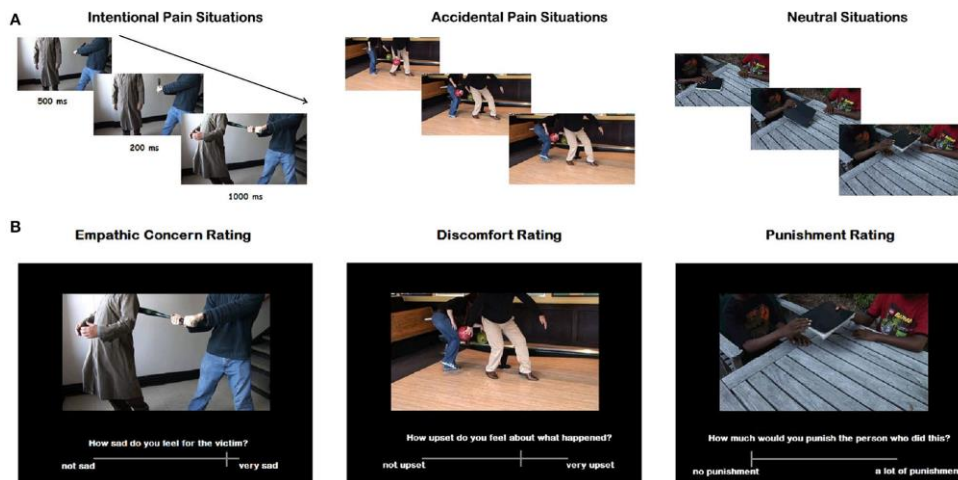 A
Intentional Pain Situations
Accidental Pain Situations
Neutral Situations
500 ms
200 ms
1000 ms
B
Empathic Concern Rating
Discomfort Rating
Punishment Rating
How sad do you feel for the victim?
not sad
very sad
How upset do you feel about what happened?
not upset
very upset
How much would you punish the person who did this?
no punishment
a lot of punishment